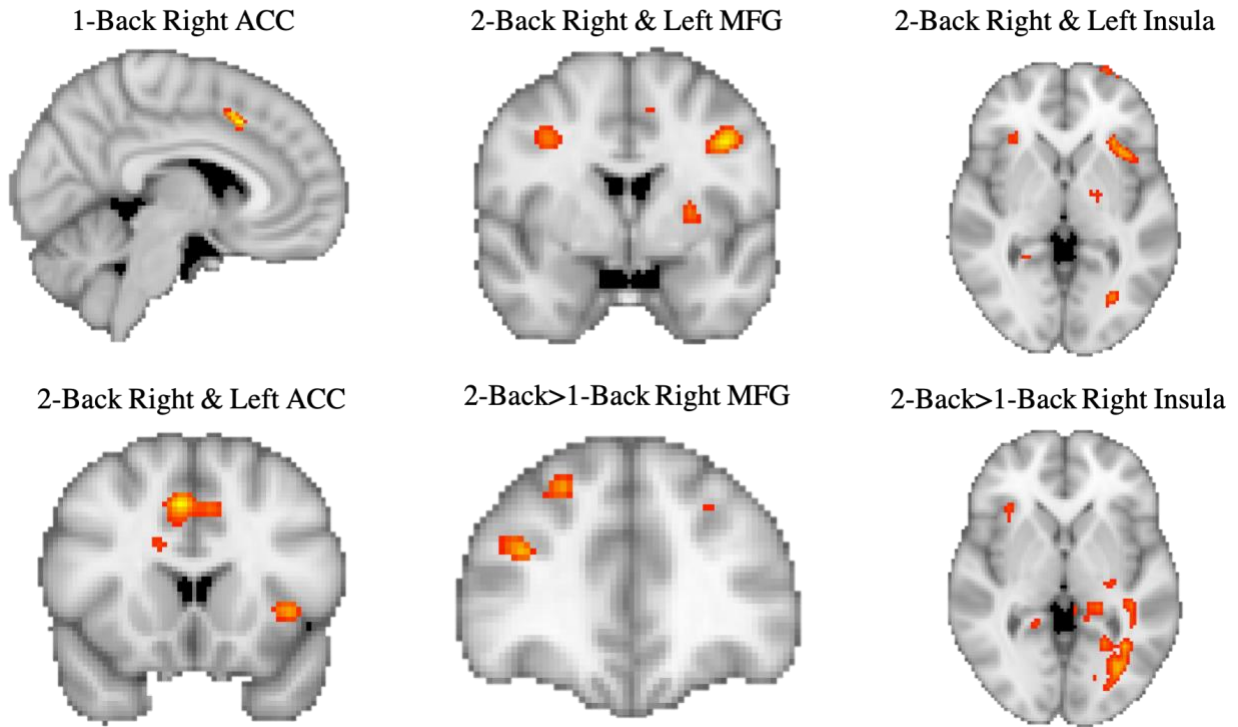 1-Back Right ACC
2-Back Right & Left MFG
2-Back Right & Left Insula
2-Back Right & Left ACC
2-Back>1-Back Right MFG
2-Back>1-Back Right Insula